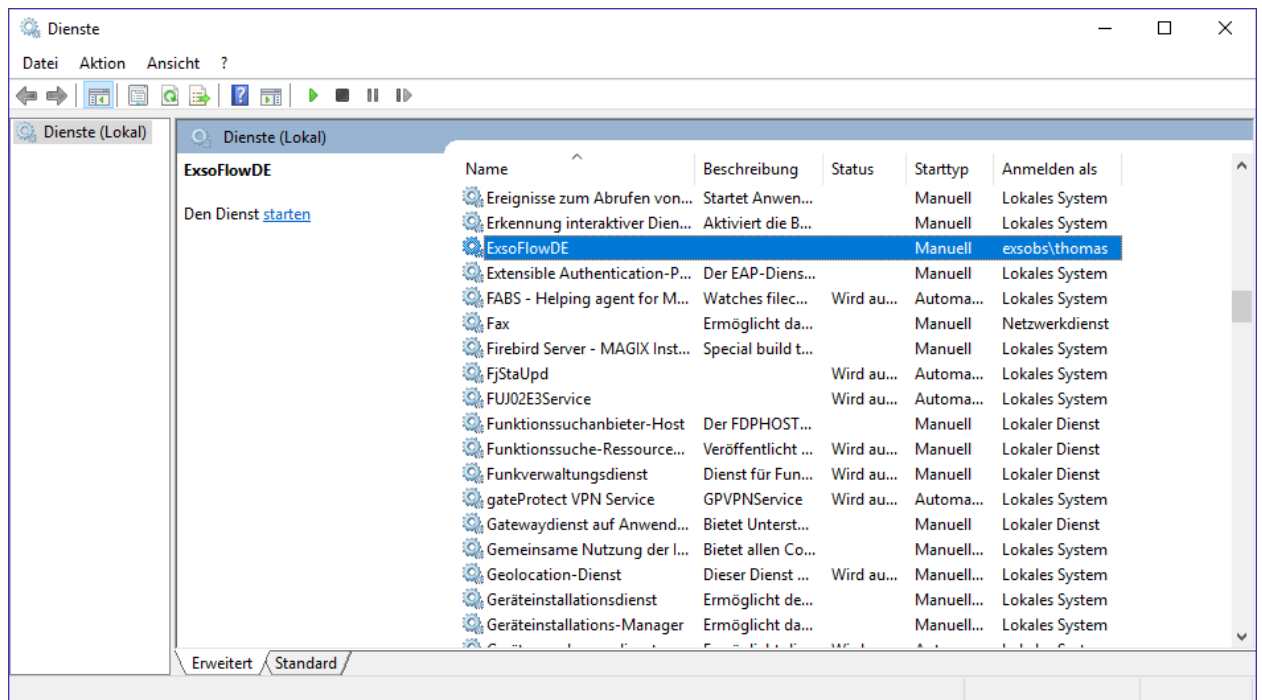 Dienste
Datei Aktion Ansicht ?
Dienste (Lokal)
Dienste (Lokal)
ExsoFlowDE
Den Dienst starten
Name Beschreibung Status Starttyp Anmelden als
Ereignisse zum Abrufen von... Startet Anwen... Manuell Lokales System
Erkennung interaktiver Dien... Aktiviert die B... Manuell Lokales System
ExsoFlowDE Manuell exsobs\thomas
Extensible Authentication-P... Der EAP-Diens... Manuell Lokales System
FABS - Helping agent for M... Watches filec... Wird au... Automa... Lokales System
Fax Ermöglicht da... Manuell Netzwerkdienst
Firebird Server - MAGIX Inst... Special build t... Manuell Lokales System
FjStaUpd Wird au... Automa... Lokales System
FUJ02E3Service Wird au... Automa... Lokales System
Funktionssuchanbieter-Host Der FDPHOST... Manuell Lokaler Dienst
Funktionssuche-Ressource... Veröffentlicht ... Wird au... Manuell Lokaler Dienst
Funkverwaltungsdienst Dienst für Fun... Wird au... Manuell Lokaler Dienst
gateProtect VPN Service GPVPNService Wird au... Automa... Lokales System
Gatewaydienst auf Anwend... Bietet Unterst... Manuell Lokaler Dienst
Gemeinsame Nutzung der I... Bietet allen Co... Manuell... Lokales System
Geolocation-Dienst Dieser Dienst ... Wird au... Manuell... Lokales System
Geräteinstallationsdienst Ermöglicht de... Manuell... Lokales System
Geräteinstallations-Manager Ermöglicht da... Manuell... Lokales System
Erweitert Standard